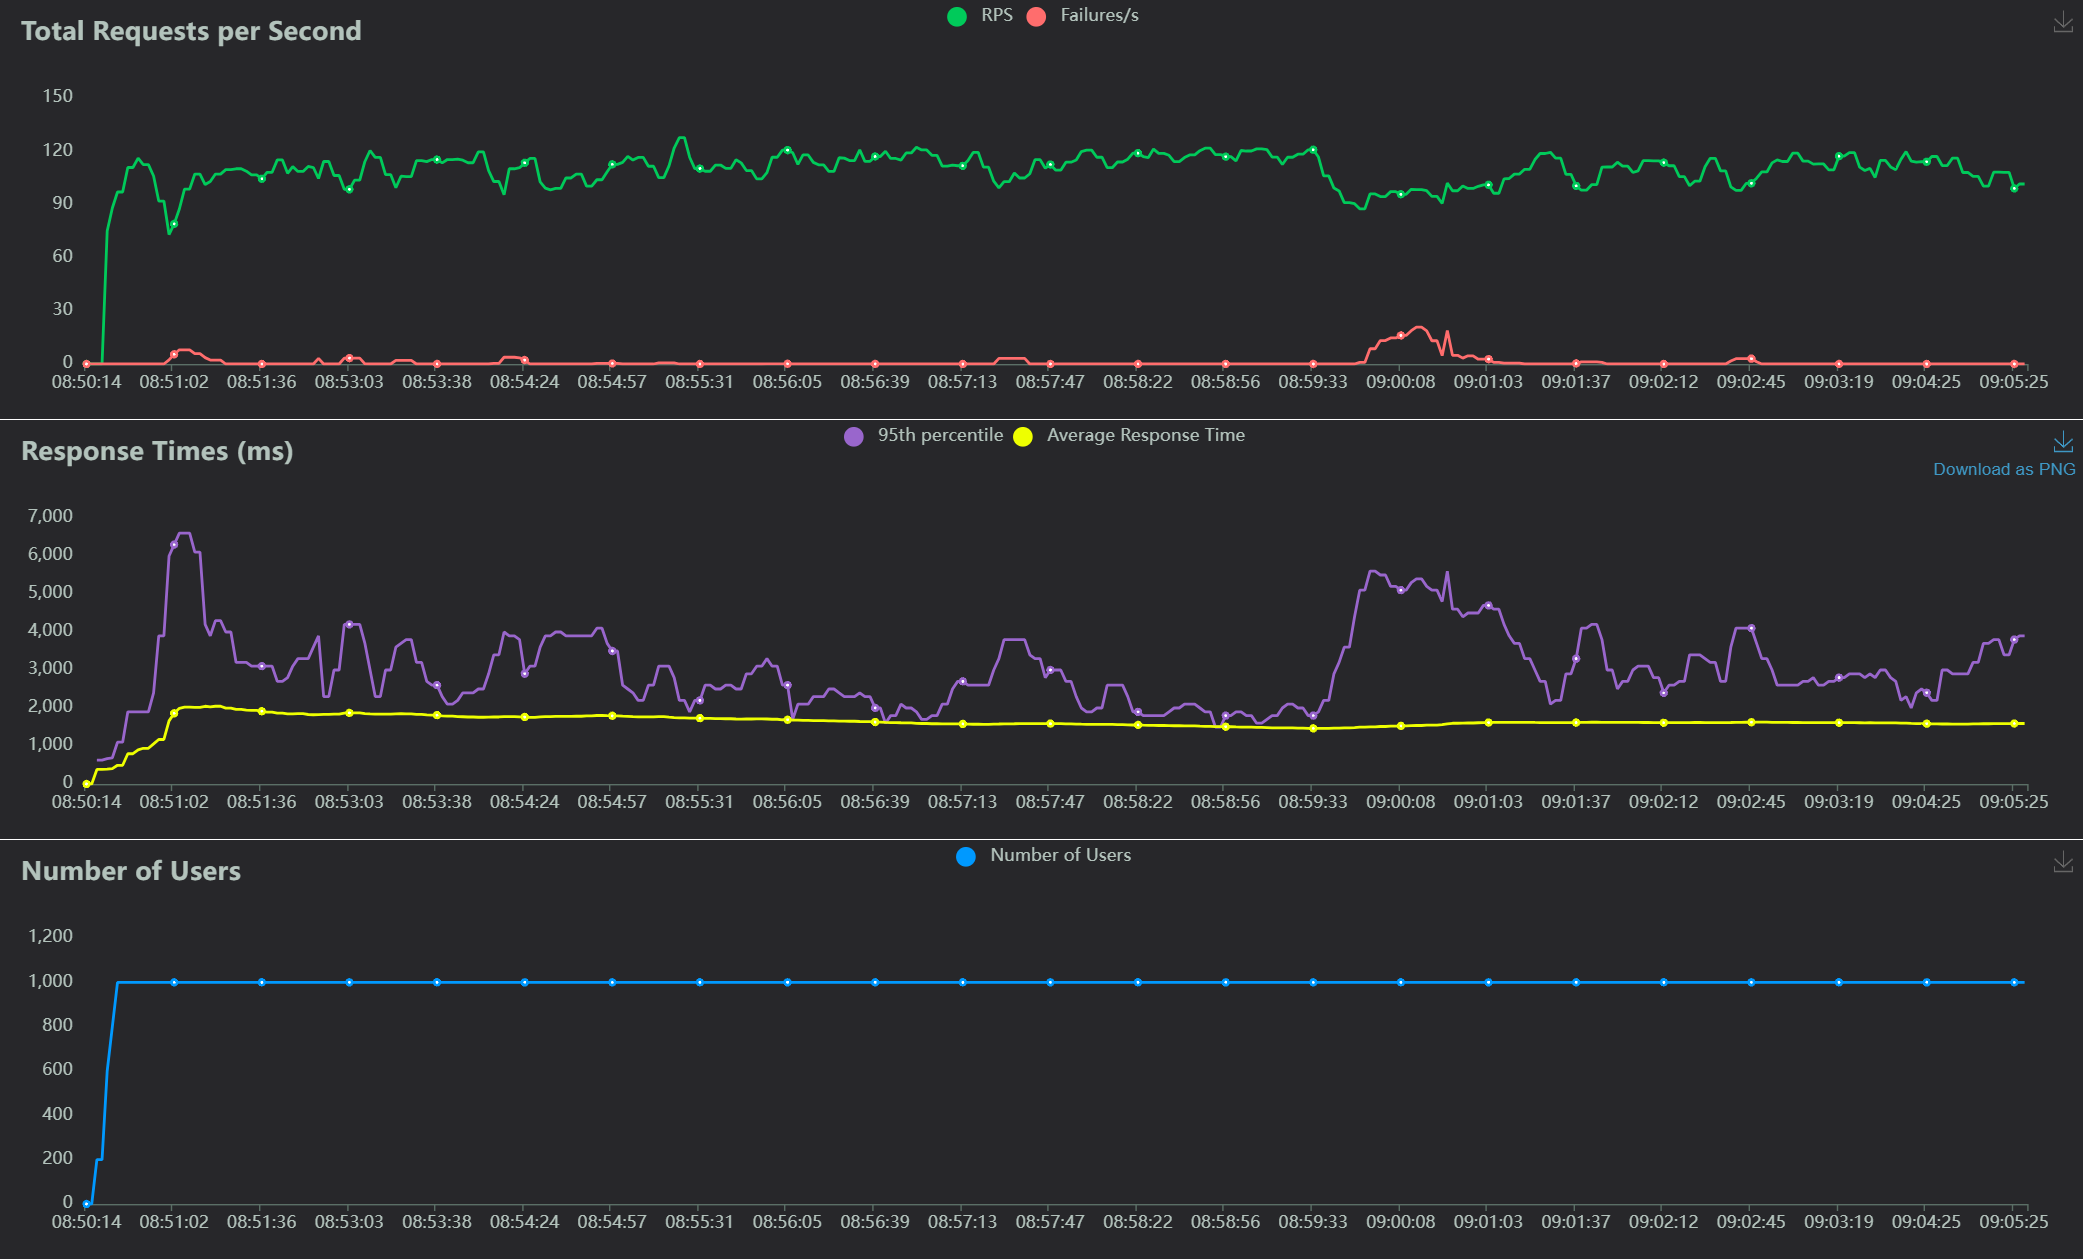 Total Requests per Second
RPS Failures/s
150
120
90
60
30
0
08:50:14 08:51:02 08:51:36 08:53:03 08:53:38 08:54:24 08:54:57 08:55:31 08:56:05 08:56:39 08:57:13 08:57:47 08:58:22 08:58:56 08:59:33 09:00:08 09:01:03 09:01:37 09:02:12 09:02:45 09:03:19 09:04:25 09:05:25
Response Times (ms)
95th percentile Average Response Time
Download as PNG
7,000
6,000
5,000
4,000
3,000
2,000
1,000
0
08:50:14 08:51:02 08:51:36 08:53:03 08:53:38 08:54:24 08:54:57 08:55:31 08:56:05 08:56:39 08:57:13 08:57:47 08:58:22 08:58:56 08:59:33 09:00:08 09:01:03 09:01:37 09:02:12 09:02:45 09:03:19 09:04:25 09:05:25
Number of Users
Number of Users
1,200
1,000
800
600
400
200
0
08:50:14 08:51:02 08:51:36 08:53:03 08:53:38 08:54:24 08:54:57 08:55:31 08:56:05 08:56:39 08:57:13 08:57:47 08:58:22 08:58:56 08:59:33 09:00:08 09:01:03 09:01:37 09:02:12 09:02:45 09:03:19 09:04:25 09:05:25